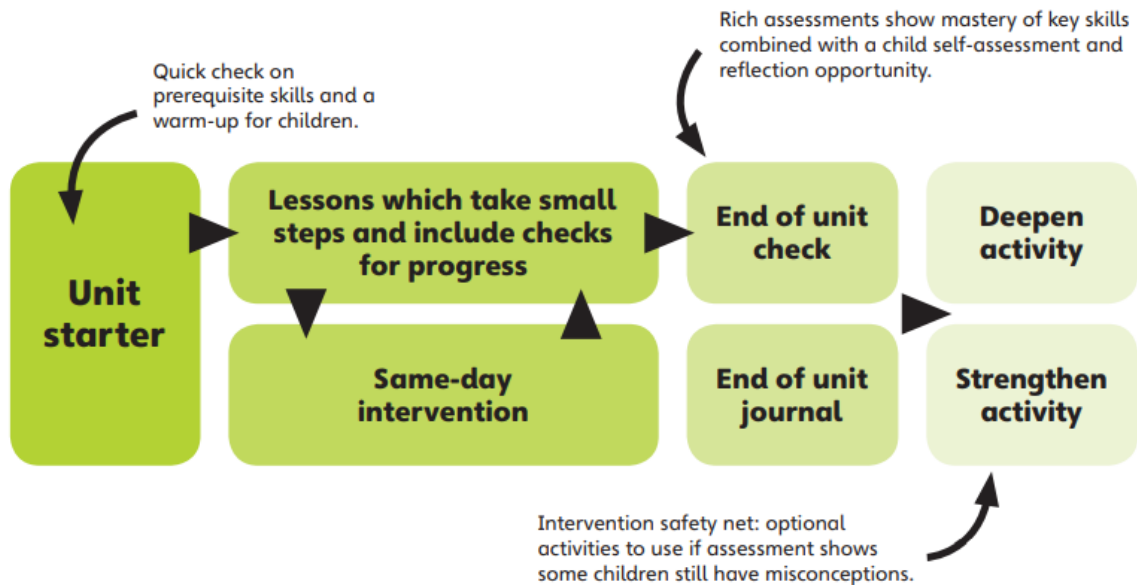 Rich assessments show mastery of key skills
combined with a child self-assessment and
reflection opportunity.
Quick check on
prerequisite skills and a
warm-up for children.
Unit
starter
Lessons which take small
steps and include checks
for progress
Same-day
intervention
End of unit
check
End of unit
journal
Deepen
activity
Strengthen
activity
Intervention safety net: optional
activities to use if assessment shows
some children still have misconceptions.